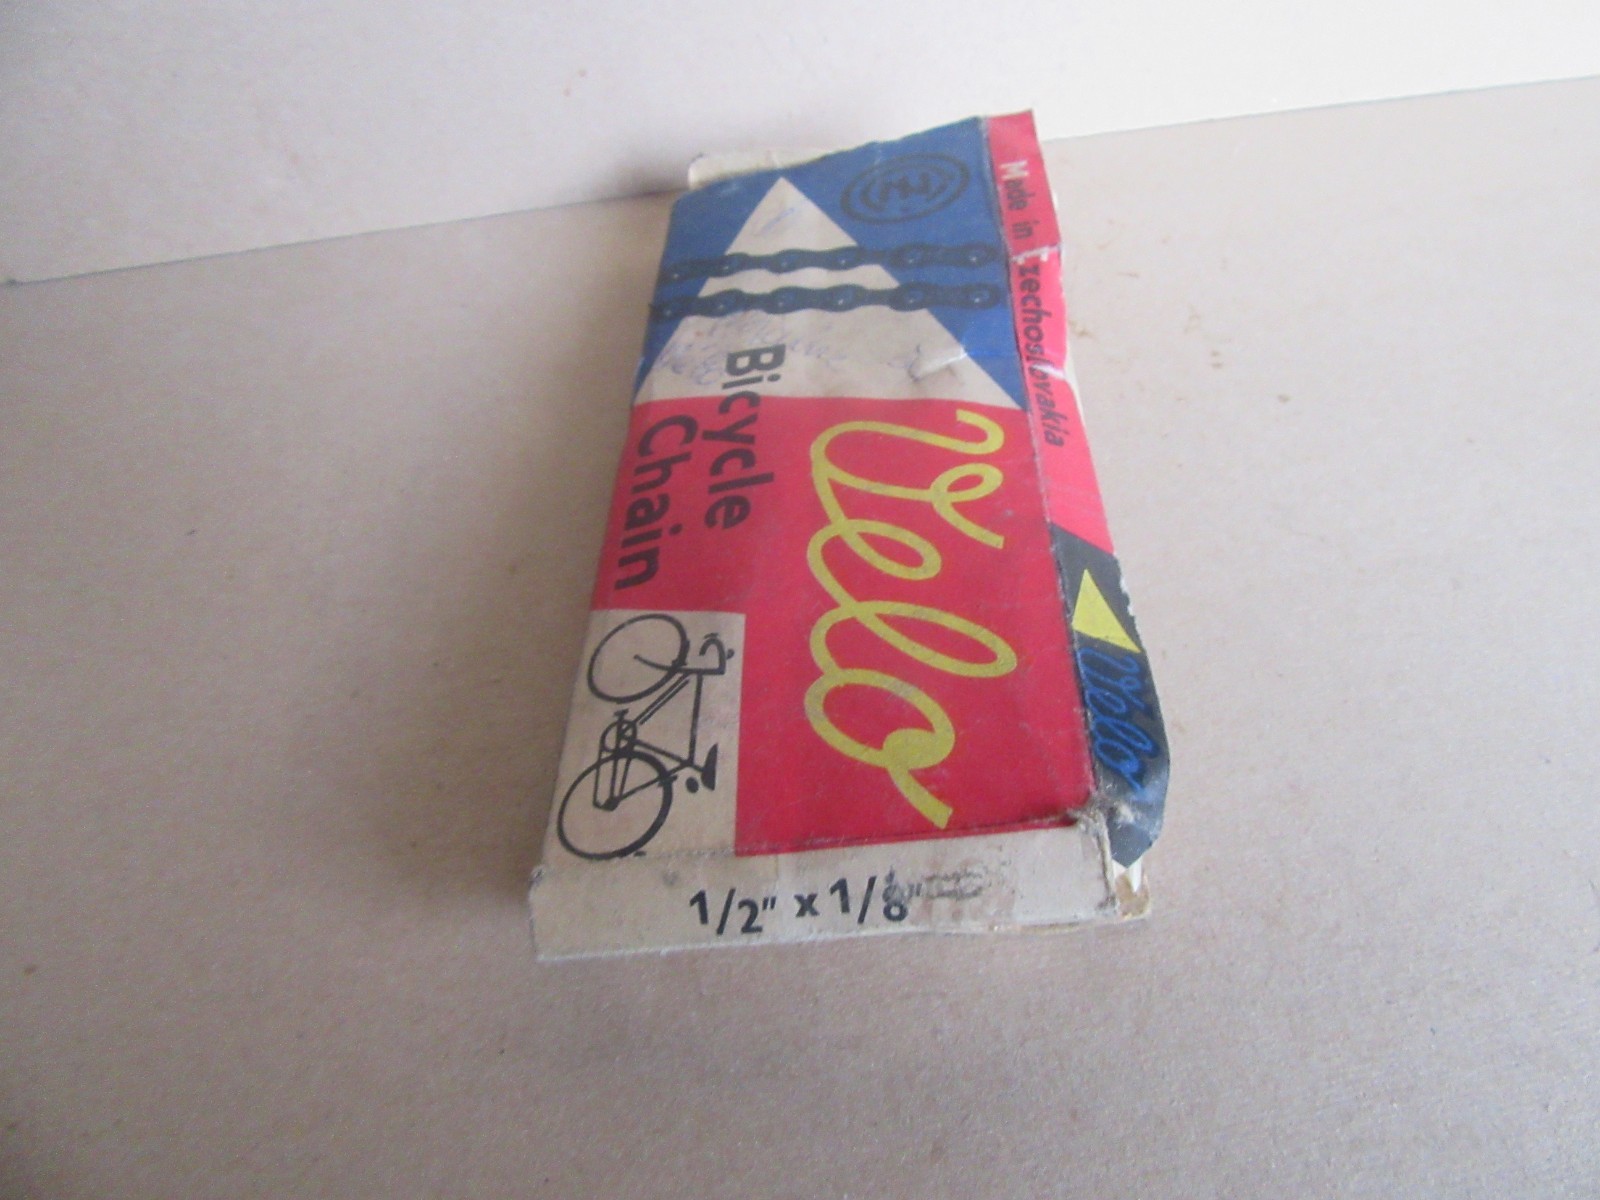 Made in Czechoslovakia
Velo
Velo
Bicycle
Chain
1/2" x 1/8"